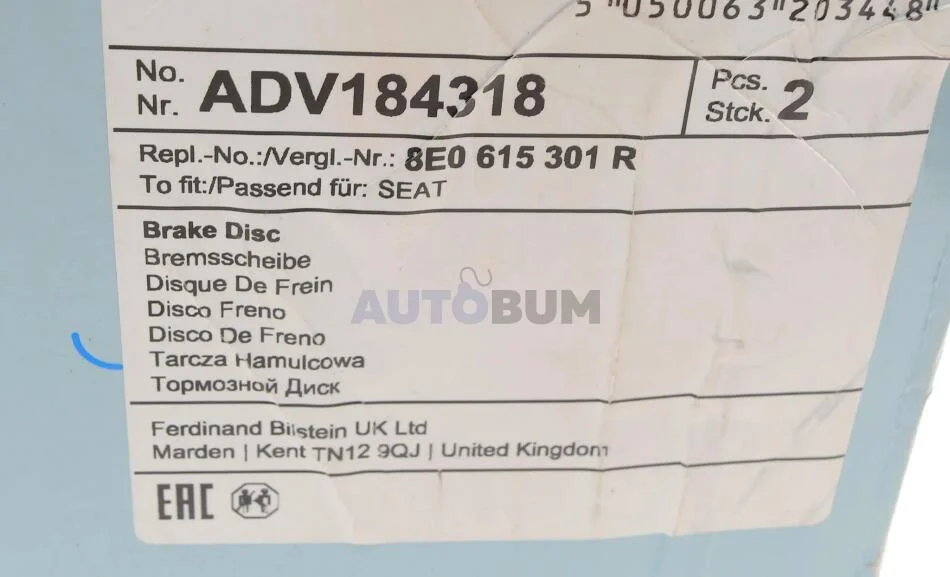 5 "050063"203448"
No. ADV184318 Pcs. 2
Nr. Stck.
Repl.-No.:/Vergl.-Nr.: 8E0 615 301 R
To fit:/Passend für: SEAT
Brake Disc
Bremsscheibe
Disque De Frein
Disco Freno
Disco De Freno
Tarcza Hamulcowa
Тормозной Диск
AUTOBUM
Ferdinand Bilstein UK Ltd
Marden | Kent TN12 9QJ | United Kingdom
EAC